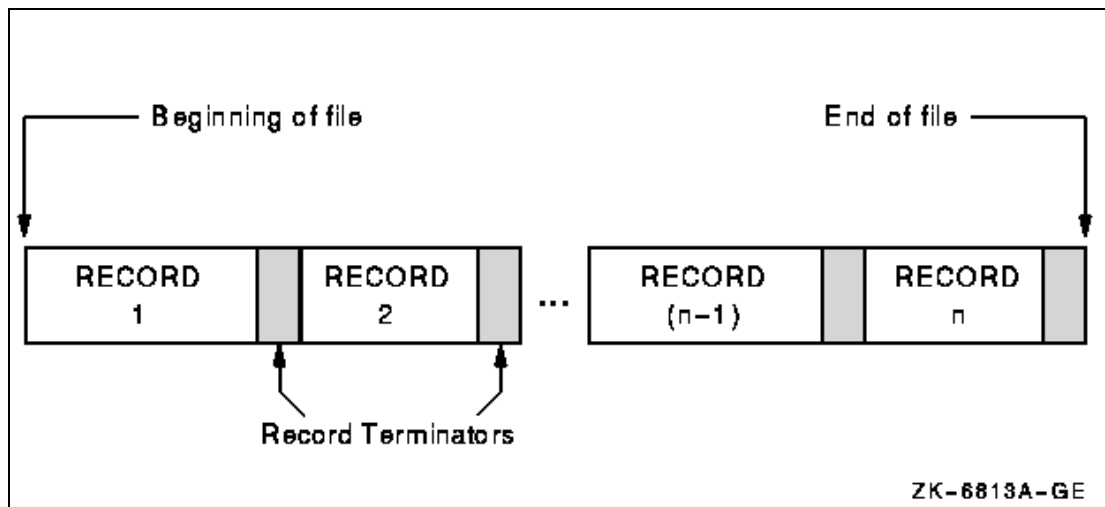 Beginning of file
End of file
RECORD
1
RECORD
2
...
RECORD
(n-1)
RECORD
n
Record Terminators
ZK-6813A-GE